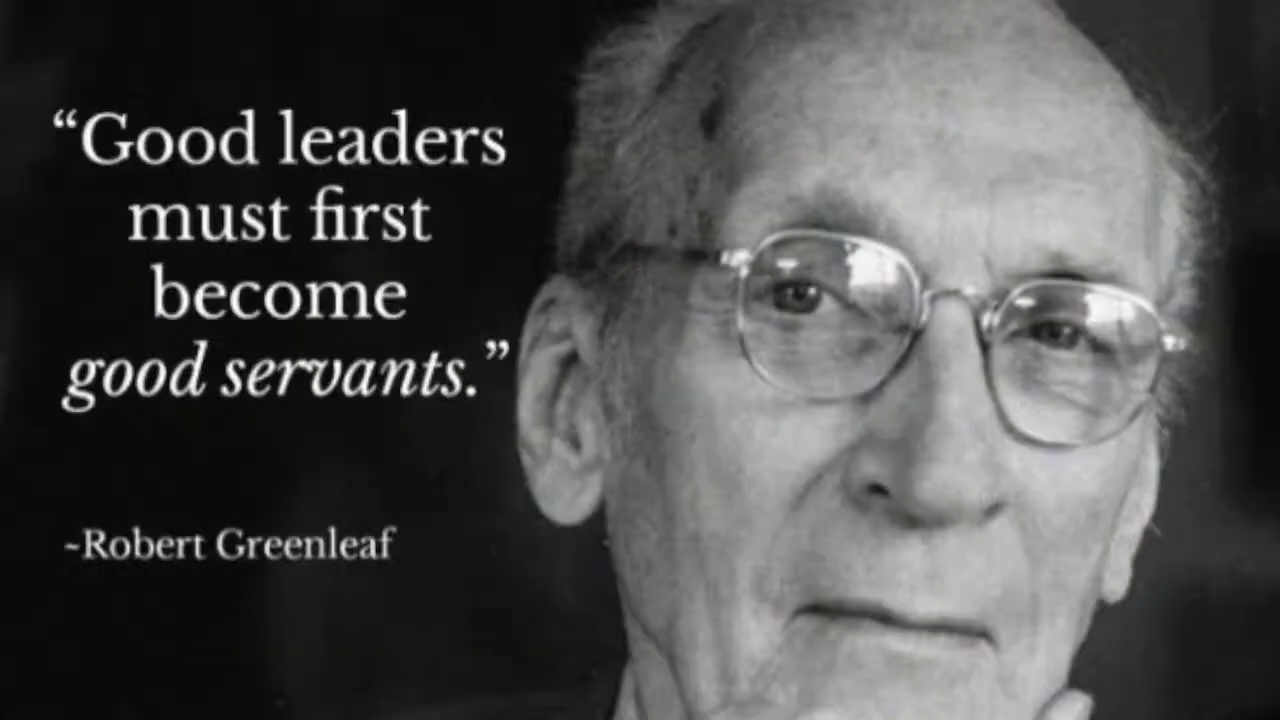 “Good leaders
must first
become
good servants.”
~Robert Greenleaf